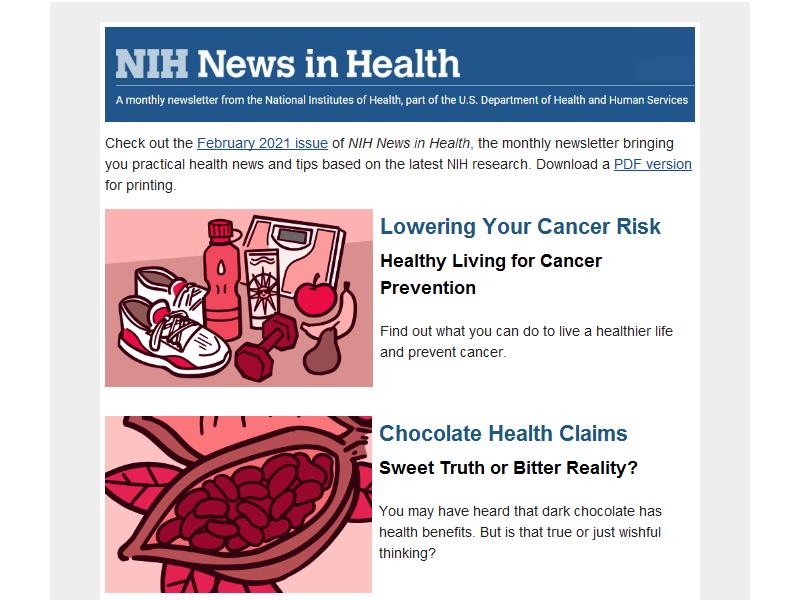 NIH News in Health
A monthly newsletter from the National Institutes of Health, part of the U.S. Department of Health and Human Services
Check out the February 2021 issue of NIH News in Health, the monthly newsletter bringing
you practical health news and tips based on the latest NIH research. Download a PDF version
for printing.
Lowering Your Cancer Risk
Healthy Living for Cancer
Prevention
Find out what you can do to live a healthier life
and prevent cancer.
Chocolate Health Claims
Sweet Truth or Bitter Reality?
You may have heard that dark chocolate has
health benefits. But is that true or just wishful
thinking?